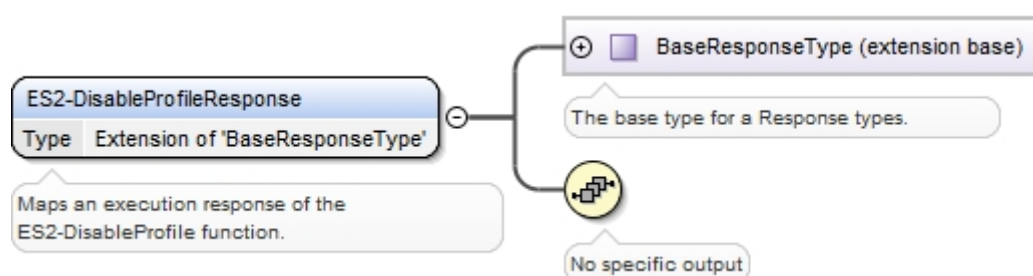 BaseResponseType (extension base)
ES2-DisableProfileResponse
Type Extension of 'BaseResponseType'
The base type for a Response types.
Maps an execution response of the
ES2-DisableProfile function.
No specific output